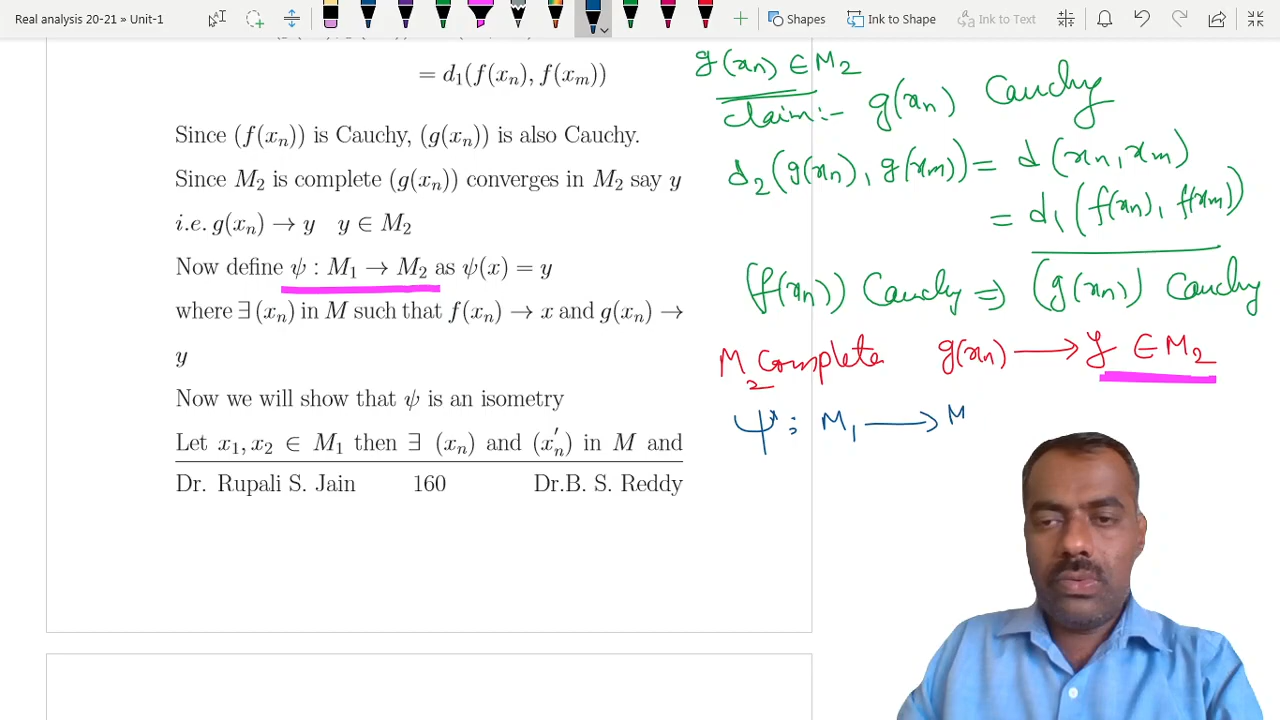 Real analysis 20-21 » Unit-1
Shapes
Ink to Shape
Ink to Text
= d₁(f(xₙ), f(xₘ))
Since (f(xₙ)) is Cauchy, (g(xₙ)) is also Cauchy.
Since M₂ is complete (g(xₙ)) converges in M₂ say y
i.e. g(xₙ) → y y ∈ M₂
Now define ψ : M₁ → M₂ as ψ(x) = y
where ∃ (xₙ) in M such that f(xₙ) → x and g(xₙ) →
y
Now we will show that ψ is an isometry
Let x₁, x₂ ∈ M₁ then ∃ (xₙ) and (x′ₙ) in M and
Dr. Rupali S. Jain 160 Dr.B. S. Reddy
g(xₙ) ∈ M₂
claim:- g(xₙ) Cauchy
d₂(g(xₙ), g(xₘ)) = d(xₙ, xₘ)
= d₁(f(xₙ), f(xₘ))
(f(xₙ)) Cauchy ⇒ (g(xₙ)) Cauchy
M₂ Complete g(xₙ) → y ∈ M₂
ψ : M₁ → M